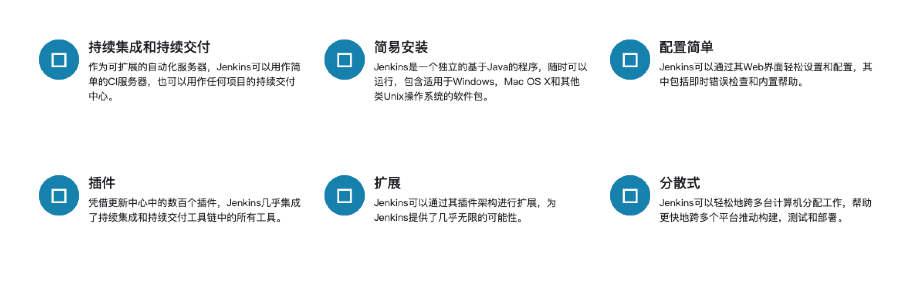 持续集成和持续交付
作为可扩展的自动化服务器，Jenkins可以用作简
单的CI服务器，也可以用作任何项目的持续交付
中心。
简易安装
Jenkins是一个独立的基于Java的程序，随时可以
运行，包含适用于Windows，Mac OS X和其他
类Unix操作系统的软件包。
配置简单
Jenkins可以通过其Web界面轻松设置和配置，其
中包括即时错误检查和内置帮助。
插件
凭借更新中心中的数百个插件，Jenkins几乎集成
了持续集成和持续交付工具链中的所有工具。
扩展
Jenkins可以通过其插件架构进行扩展，为
Jenkins提供了几乎无限的可能性。
分散式
Jenkins可以轻松地跨多台计算机分配工作，帮助
更快地跨多个平台推动构建，测试和部署。